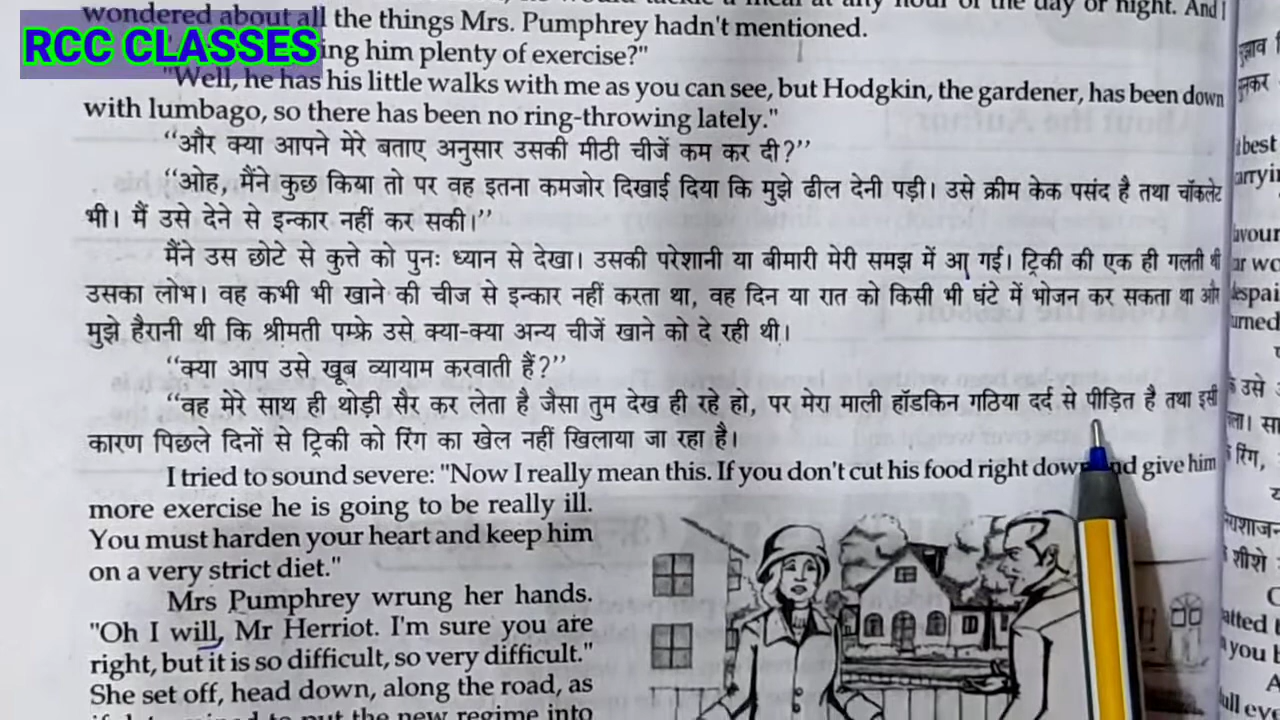 wondered about all the things Mrs. Pumphrey hadn't mentioned.
RCC CLASSES
him plenty of exercise?"
"Well, he has his little walks with me as you can see, but Hodgkin, the gardener, has been down
with lumbago, so there has been no ring-throwing lately."
"और क्या आपने मेरे बताए अनुसार उसकी मीठी चीजें कम कर दी?"
"ओह, मैंने कुछ किया तो पर वह इतना कमजोर दिखाई दिया कि मुझे ढील देनी पड़ी। उसे क्रीम केक पसंद है तथा चॉकलेट
भी। मैं उसे देने से इन्कार नहीं कर सकी।"
मैंने उस छोटे से कुत्ते को पुनः ध्यान से देखा। उसकी परेशानी या बीमारी मेरी समझ में आ गई। ट्रिकी की एक ही गलती थी
उसका लोभ। वह कभी भी खाने की चीज से इन्कार नहीं करता था, वह दिन या रात को किसी भी घंटे में भोजन कर सकता था और
मुझे हैरानी थी कि श्रीमती पम्फ्रे उसे क्या-क्या अन्य चीजें खाने को दे रही थी।
"क्या आप उसे खूब व्यायाम करवाती हैं?"
"वह मेरे साथ ही थोड़ी सैर कर लेता है जैसा तुम देख ही रहे हो, पर मेरा माली हॉडकिन गठिया दर्द से पीड़ित है तथा इसी
कारण पिछले दिनों से ट्रिकी को रिंग का खेल नहीं खिलाया जा रहा है।
I tried to sound severe: "Now I really mean this. If you don't cut his food right down and give him
more exercise he is going to be really ill.
You must harden your heart and keep him
on a very strict diet."
Mrs Pumphrey wrung her hands.
"Oh I will, Mr Herriot. I'm sure you are
right, but it is so difficult, so very difficult."
She set off, head down, along the road, as